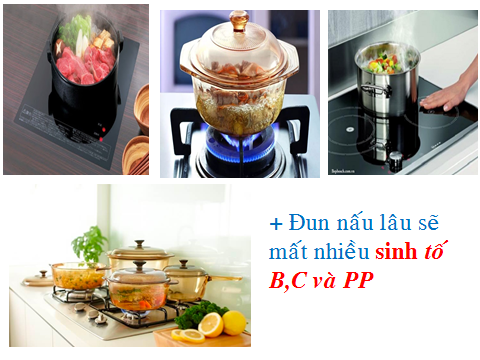 + Đun nấu lâu sẽ
mất nhiều sinh tố
B,C và PP